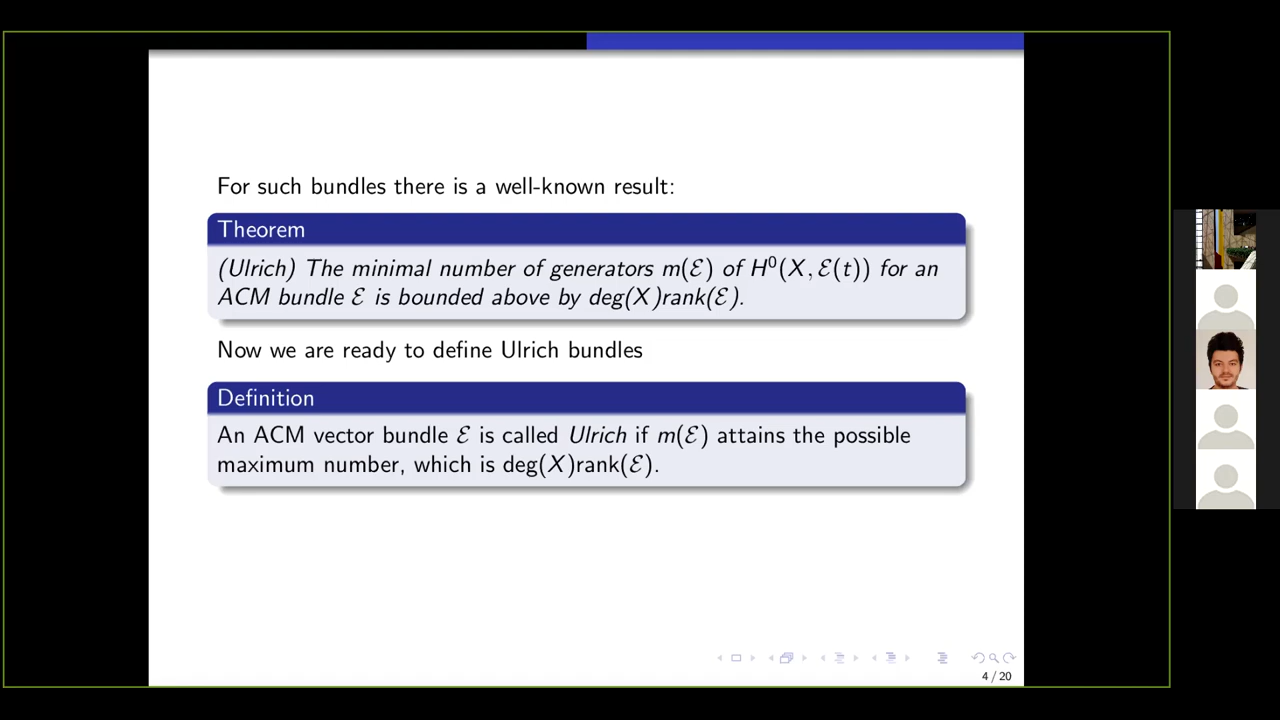 For such bundles there is a well-known result:
Theorem
(Ulrich) The minimal number of generators m(ℰ) of H⁰(X, ℰ(t)) for an
ACM bundle ℰ is bounded above by deg(X)rank(ℰ).
Now we are ready to define Ulrich bundles
Definition
An ACM vector bundle ℰ is called Ulrich if m(ℰ) attains the possible
maximum number, which is deg(X)rank(ℰ).
4 / 20